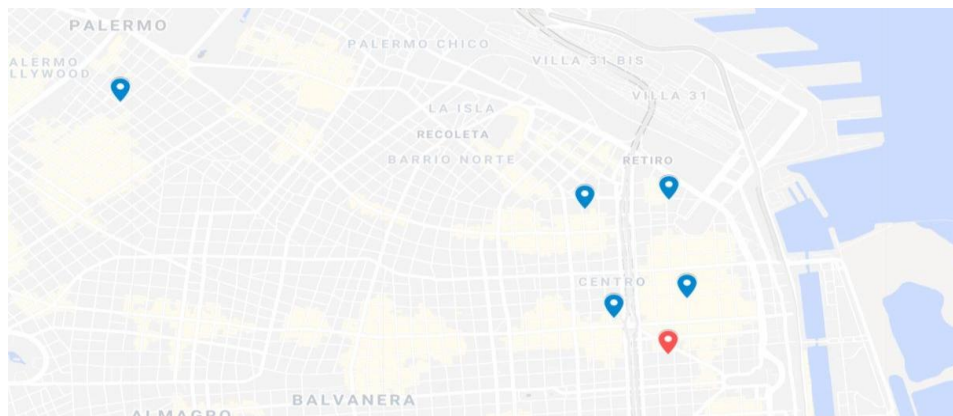 PALERMO
PALERMO CHICO
ALERMO
LLYWOOD
VILLA 31 BIS
VILLA 31
LA ISLA
RECOLETA
BARRIO NORTE
RETIRO
CENTRO
BALVANERA
ALMAGRO